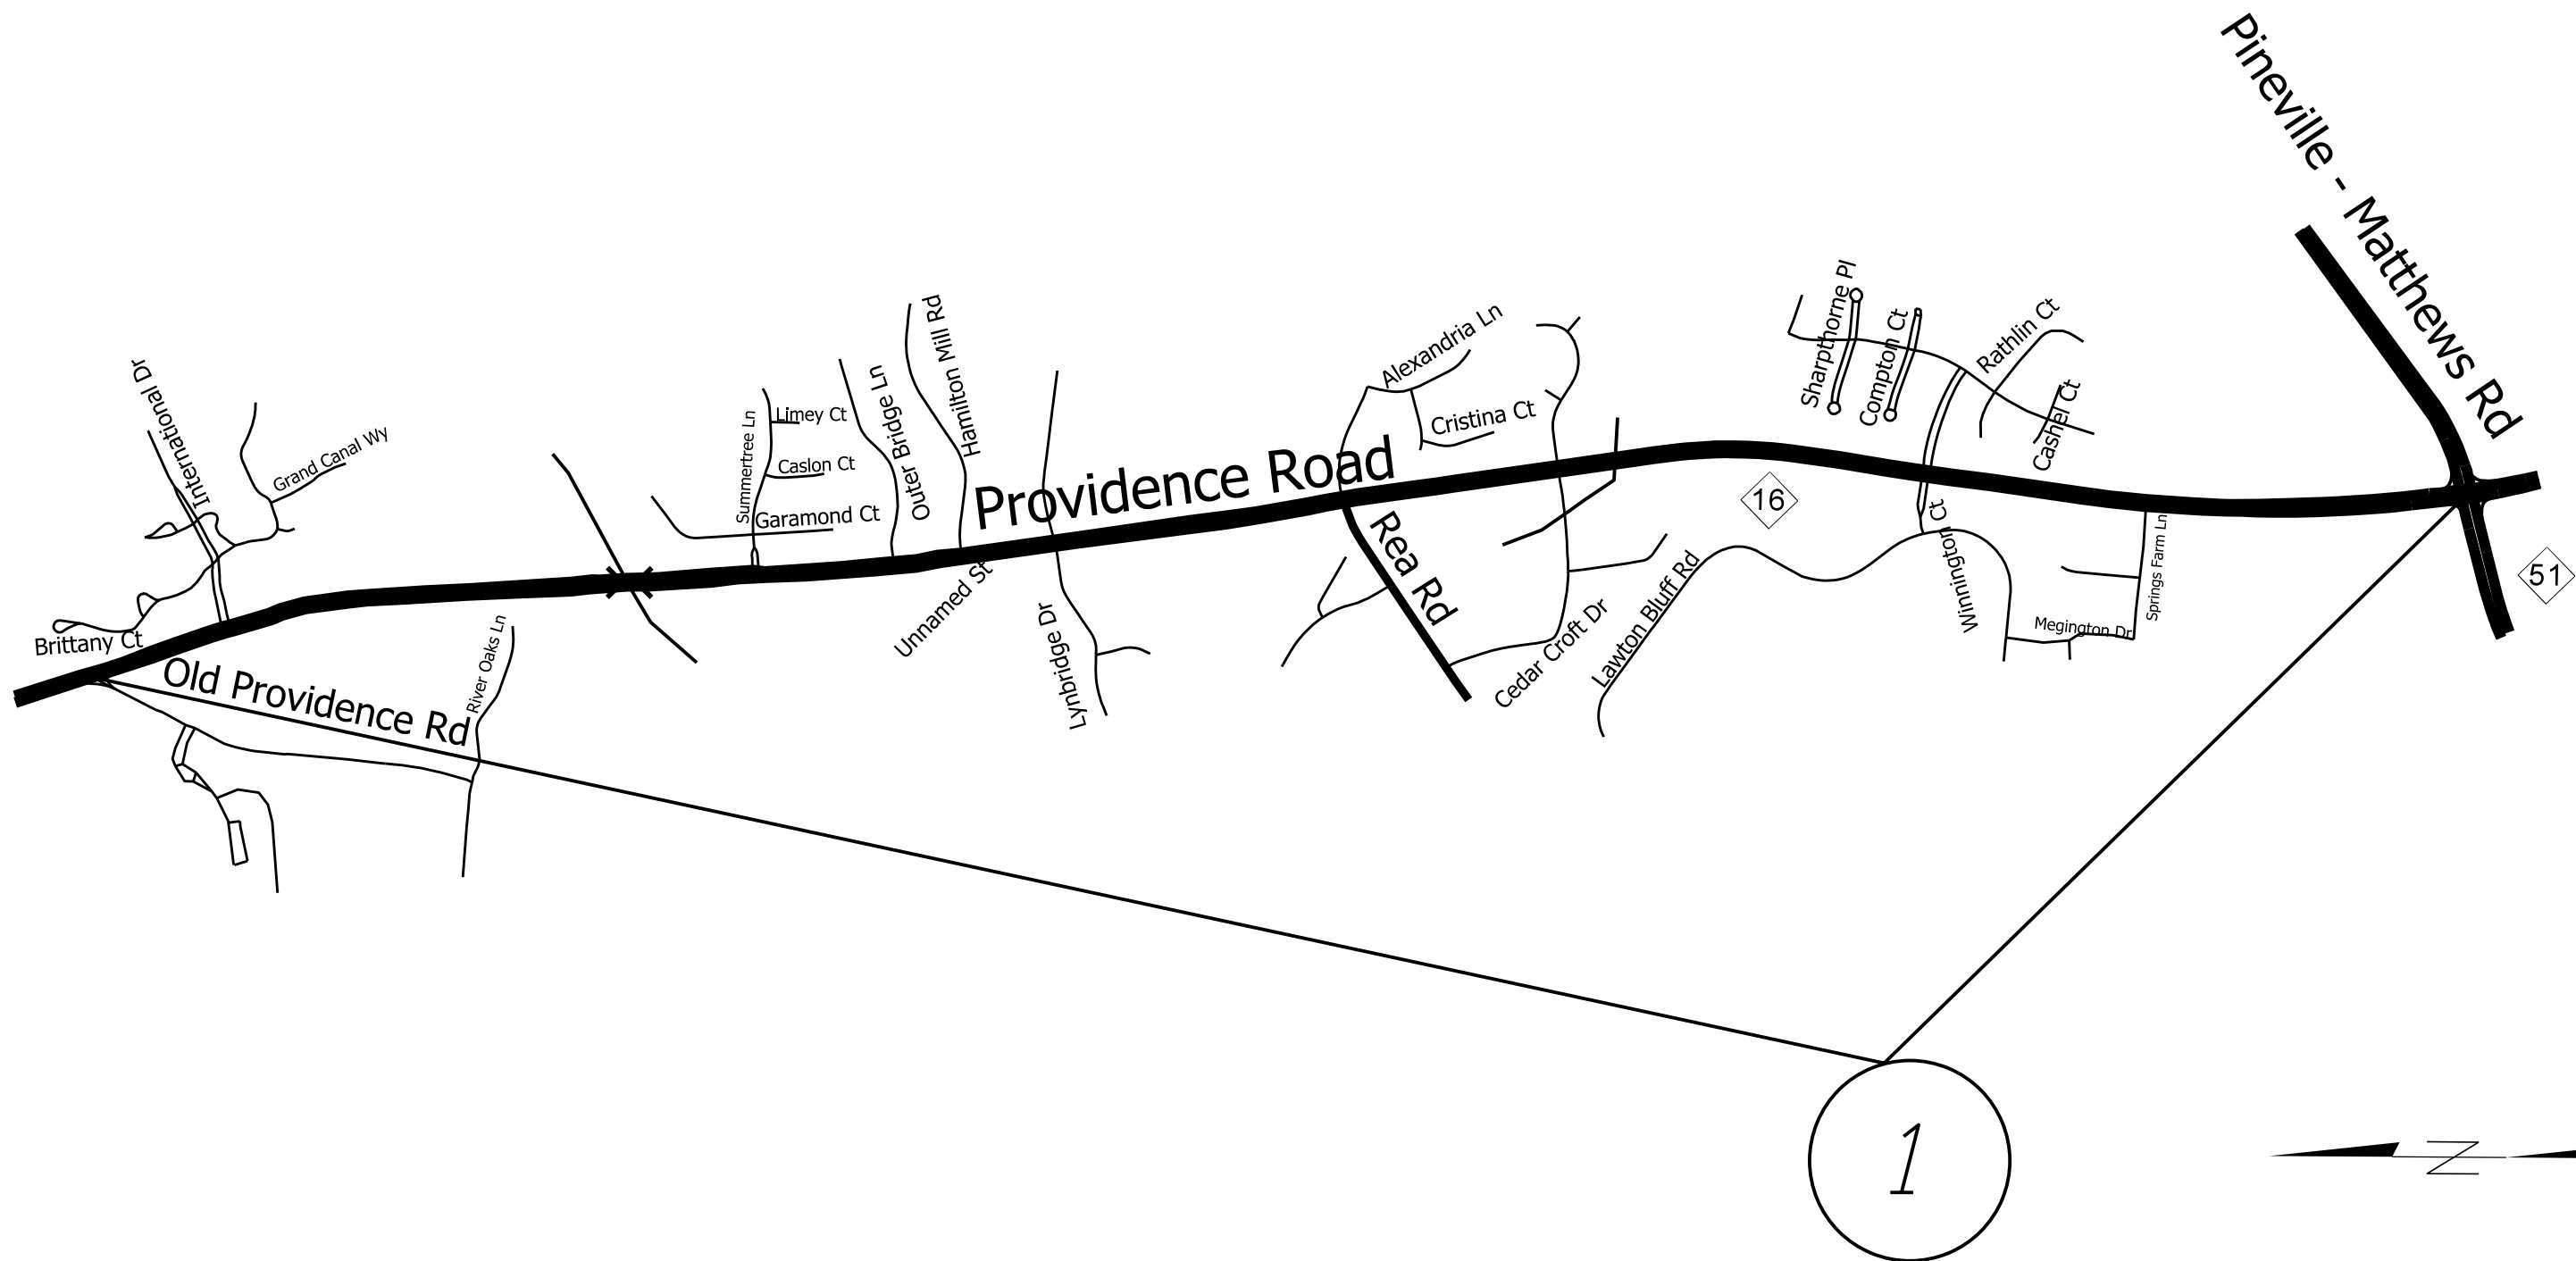 Pineville - Matthews Rd
International Dr
Grand Canal Wy
Brittany Ct
Old Providence Rd
River Oaks Ln
Summertree Ln
Limey Ct
Caslon Ct
Garamond Ct
Outer Bridge Ln
Hamilton Mill Rd
Unnamed St
Providence Road
Lynbridge Dr
Alexandria Ln
Cristina Ct
Rea Rd
Cedar Croft Dr
Lawton Bluff Rd
16
Sharpthorne Pl
Compton Ct
Rathlin Ct
Cashel Ct
Winnington Ct
Megington Dr
Springs Farm Ln
51
1
N